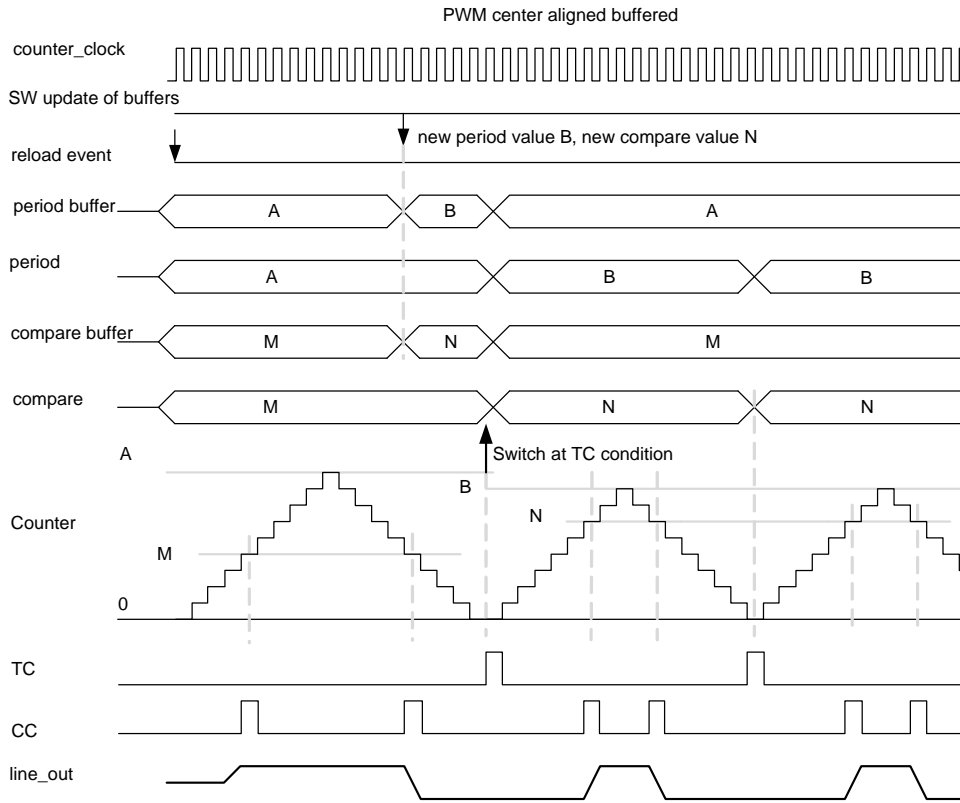 PWM center aligned buffered
counter_clock
SW update of buffers
new period value B, new compare value N
reload event
period buffer
A
B
A
period
A
B
B
compare buffer
M
N
M
compare
M
N
N
A
Switch at TC condition
B
N
Counter
M
0
TC
CC
line_out